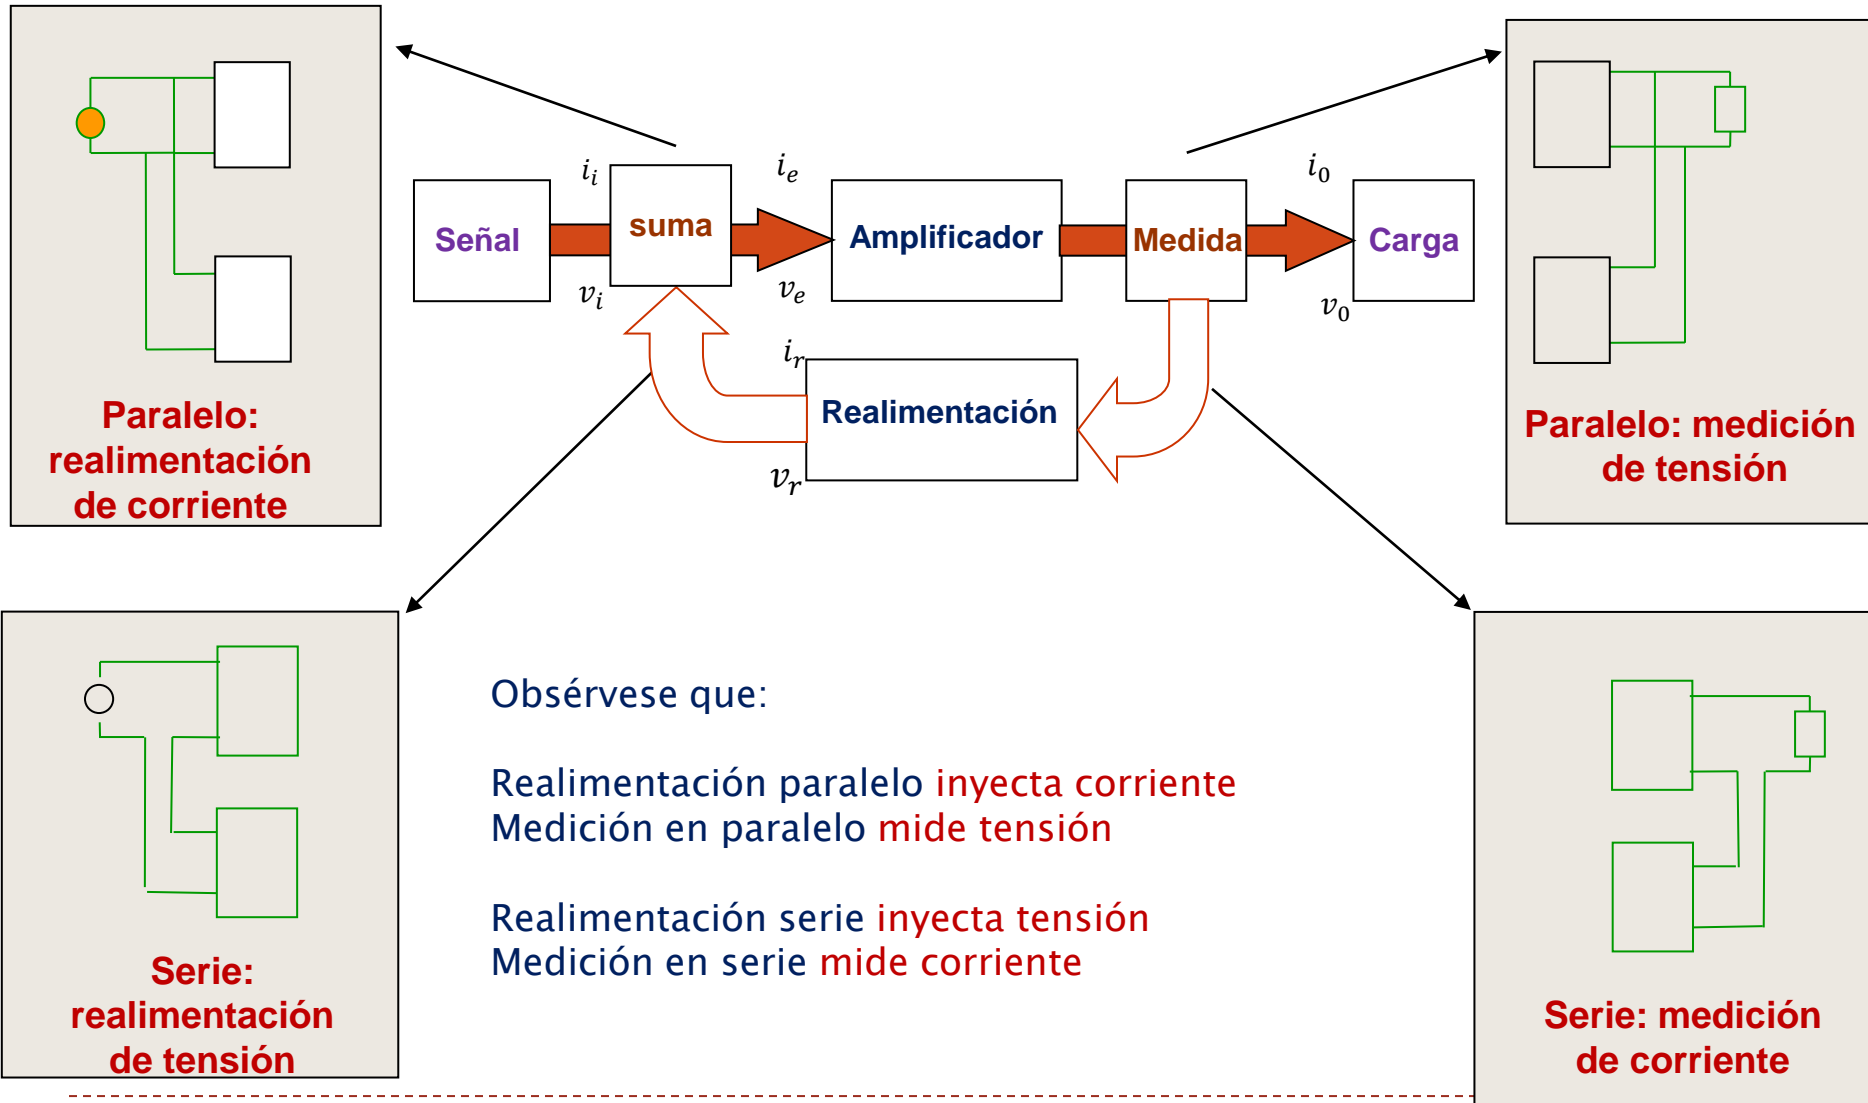 Paralelo:
realimentación
de corriente
Paralelo: medición
de tensión
i_i
i_e
i_0
Señal
suma
Amplificador
Medida
Carga
v_i
v_e
v_0
i_r
Realimentación
v_r
Serie:
realimentación
de tensión
Obsérvese que:
Realimentación paralelo inyecta corriente
Medición en paralelo mide tensión
Realimentación serie inyecta tensión
Medición en serie mide corriente
Serie: medición
de corriente